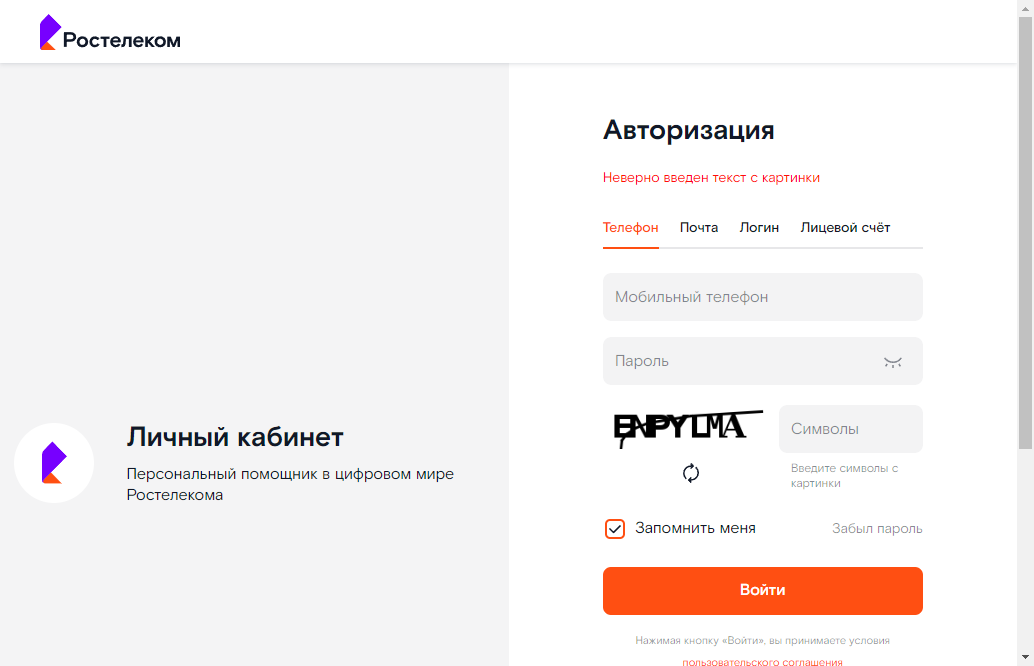 Ростелеком
Авторизация
Неверно введен текст с картинки
Телефон Почта Логин Лицевой счёт
Мобильный телефон
Пароль
Символы
Введите символы с
картинки
Запомнить меня Забыл пароль
Войти
Нажимая кнопку «Войти», вы принимаете условия
пользовательского соглашения
Личный кабинет
Персональный помощник в цифровом мире
Ростелекома